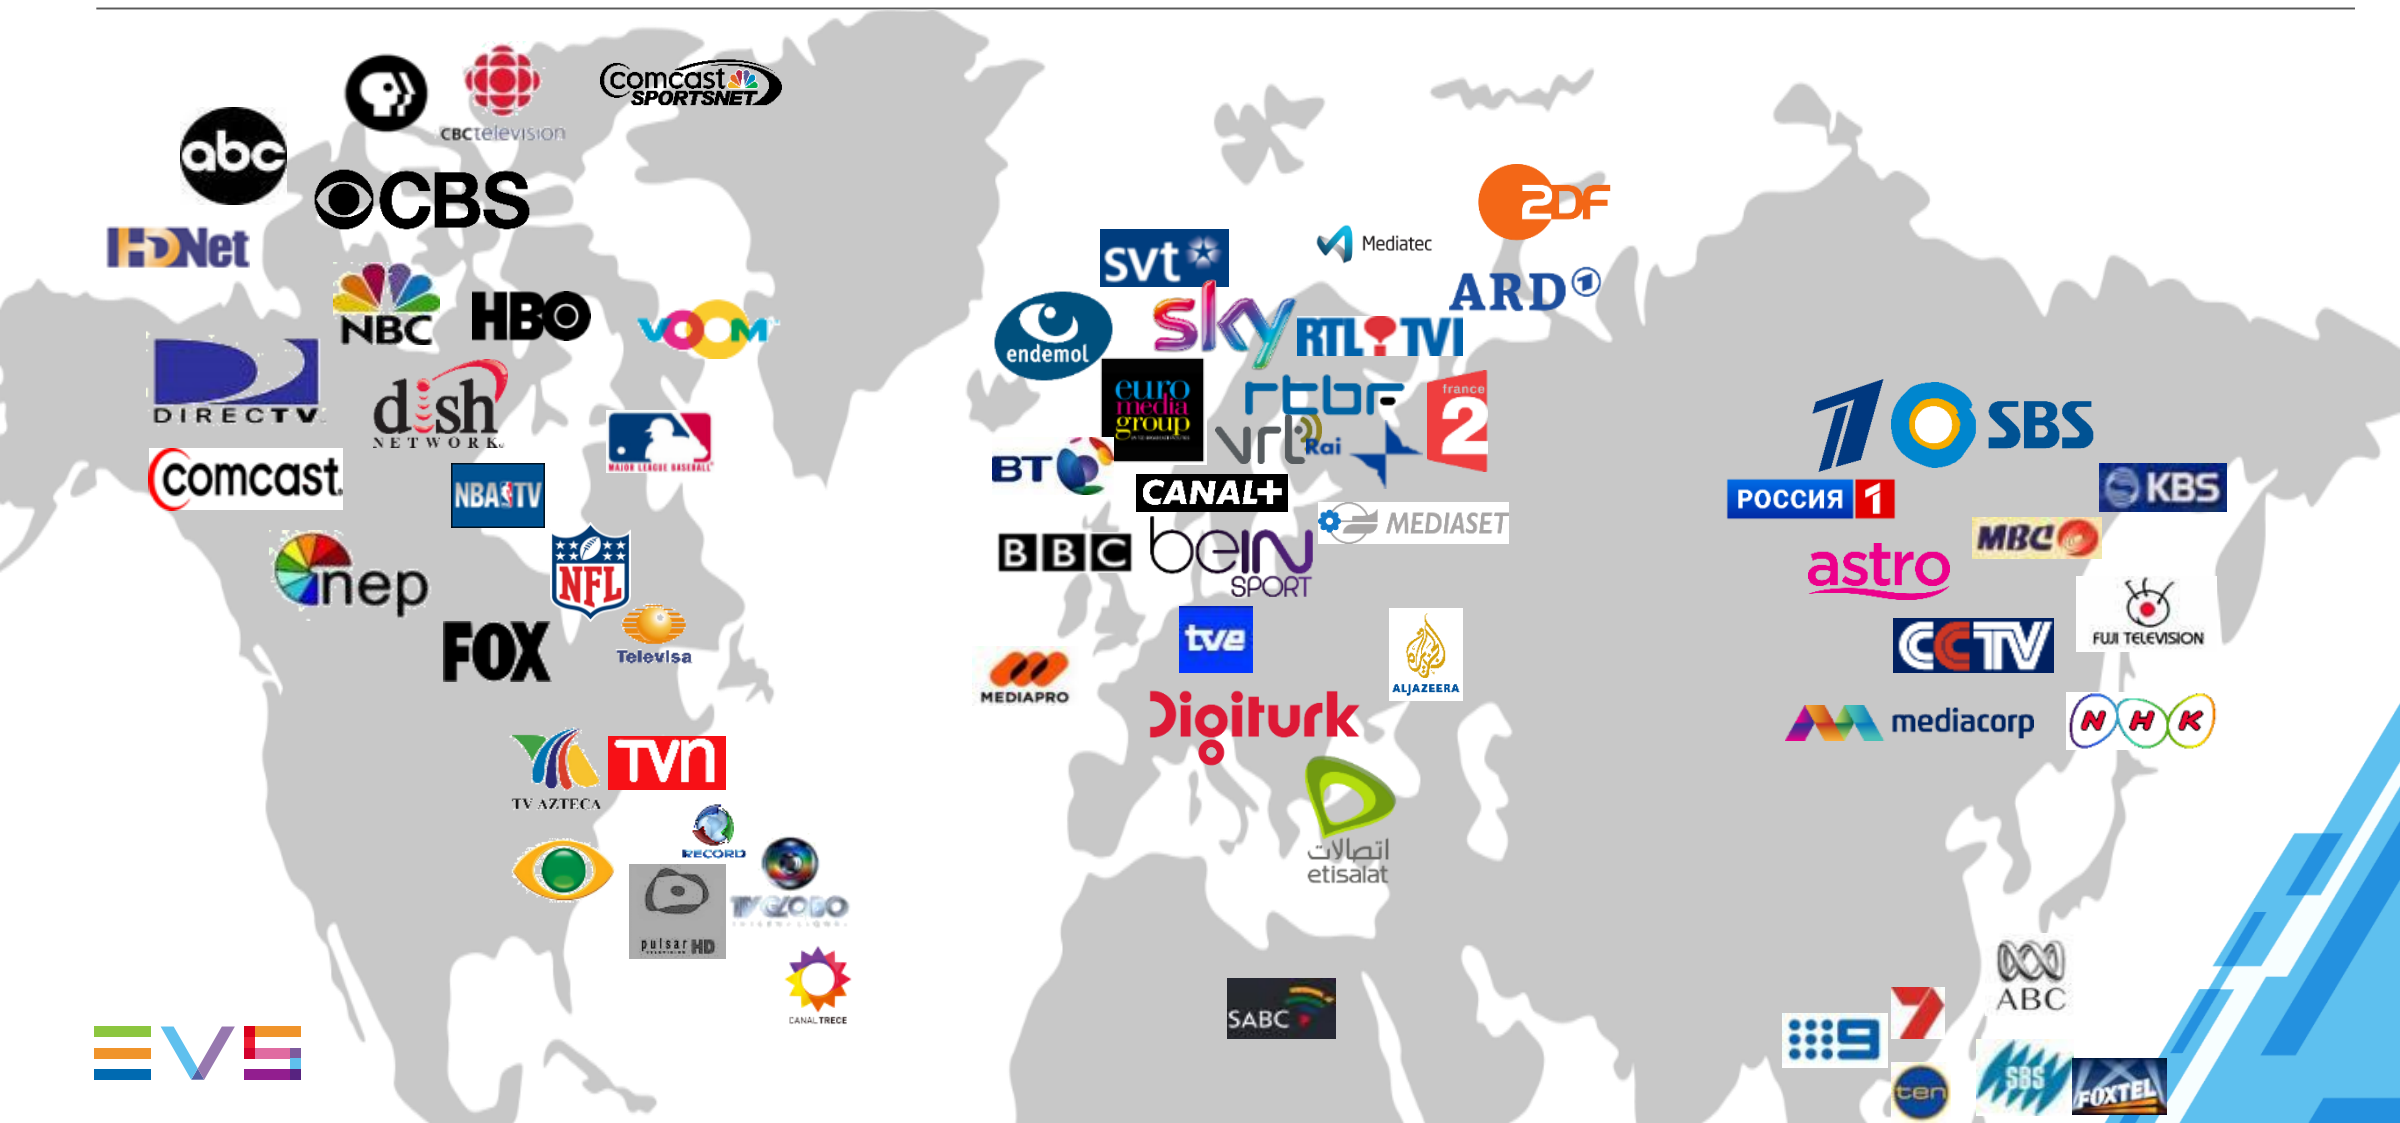 abc
CBCtelevision
comcast
SPORTSNET
CBS
HDNet
NBC
HBO
VOOM
DIRECTV
dish
NETWORK
MAJOR LEAGUE BASEBALL
comcast
NBA TV
nep
NFL
FOX
Televisa
TV AZTECA
TVN
RECORD
pulsar HD
TV GLOBO
CANAL TRECE
EVS
svt
Mediatec
ZDF
ARD 1
endemol
sky
RTL TVI
euro
media
group
rtbf
france
2
vrt
Rai
BT
CANAL+
BBC
beIN
SPORT
MEDIASET
tve
ALJAZEERA
MEDIAPRO
Digiturk
اتصالات
etisalat
SABC
1
SBS
РОССИЯ 1
KBS
MBC
astro
FUJI TELEVISION
CCTV
mediacorp
NHK
ABC
7
9
ten
SBS
FOXTEL